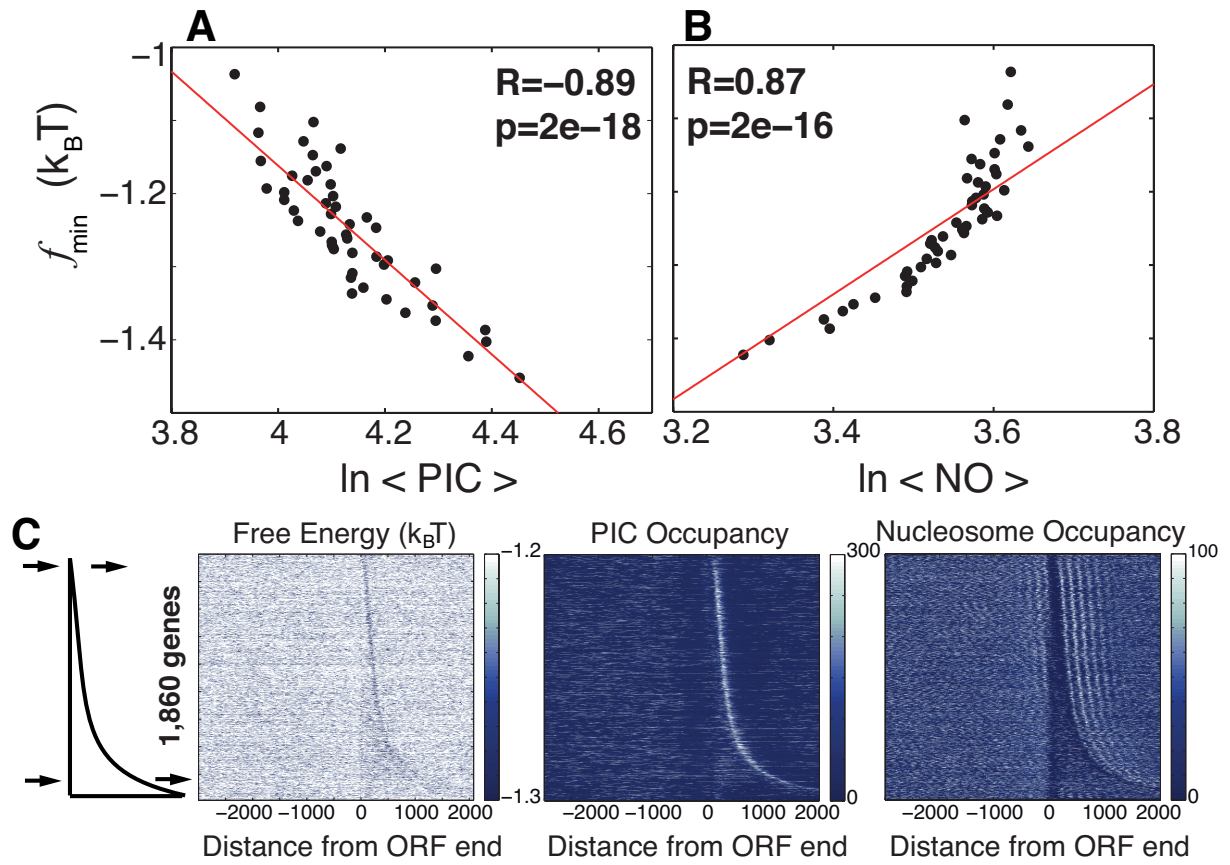 A
B
R=−0.89
p=2e−18
R=0.87
p=2e−16
−1
−1.2
−1.4
f min (kBT)
3.8 4 4.2 4.4 4.6
3.2 3.4 3.6 3.8
ln < PIC >
ln < NO >
C
Free Energy (kBT)
PIC Occupancy
Nucleosome Occupancy
1,860 genes
−1.2
−1.3
300
0
100
0
−2000 −1000 0 1000 2000
−2000 −1000 0 1000 2000
−2000 −1000 0 1000 2000
Distance from ORF end
Distance from ORF end
Distance from ORF end